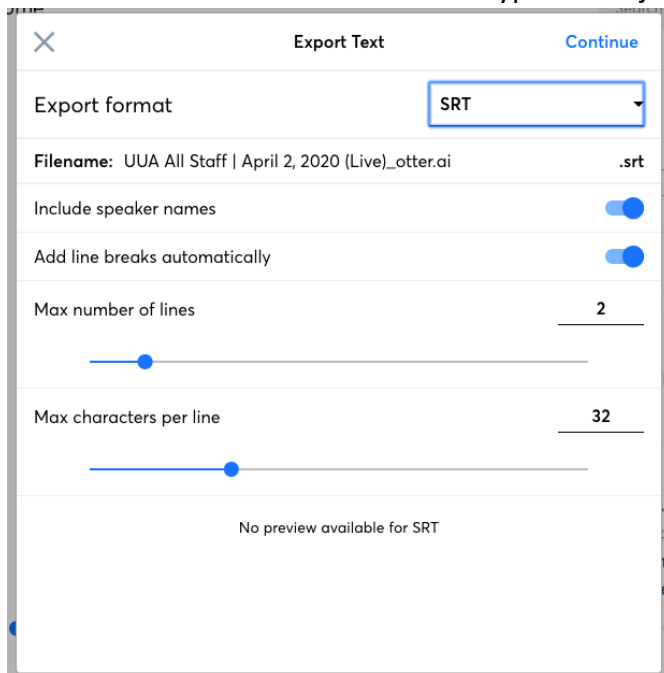 Export Text Continue
Export format SRT
Filename: UUA All Staff | April 2, 2020 (Live)_otter.ai .srt
Include speaker names
Add line breaks automatically
Max number of lines 2
Max characters per line 32
No preview available for SRT